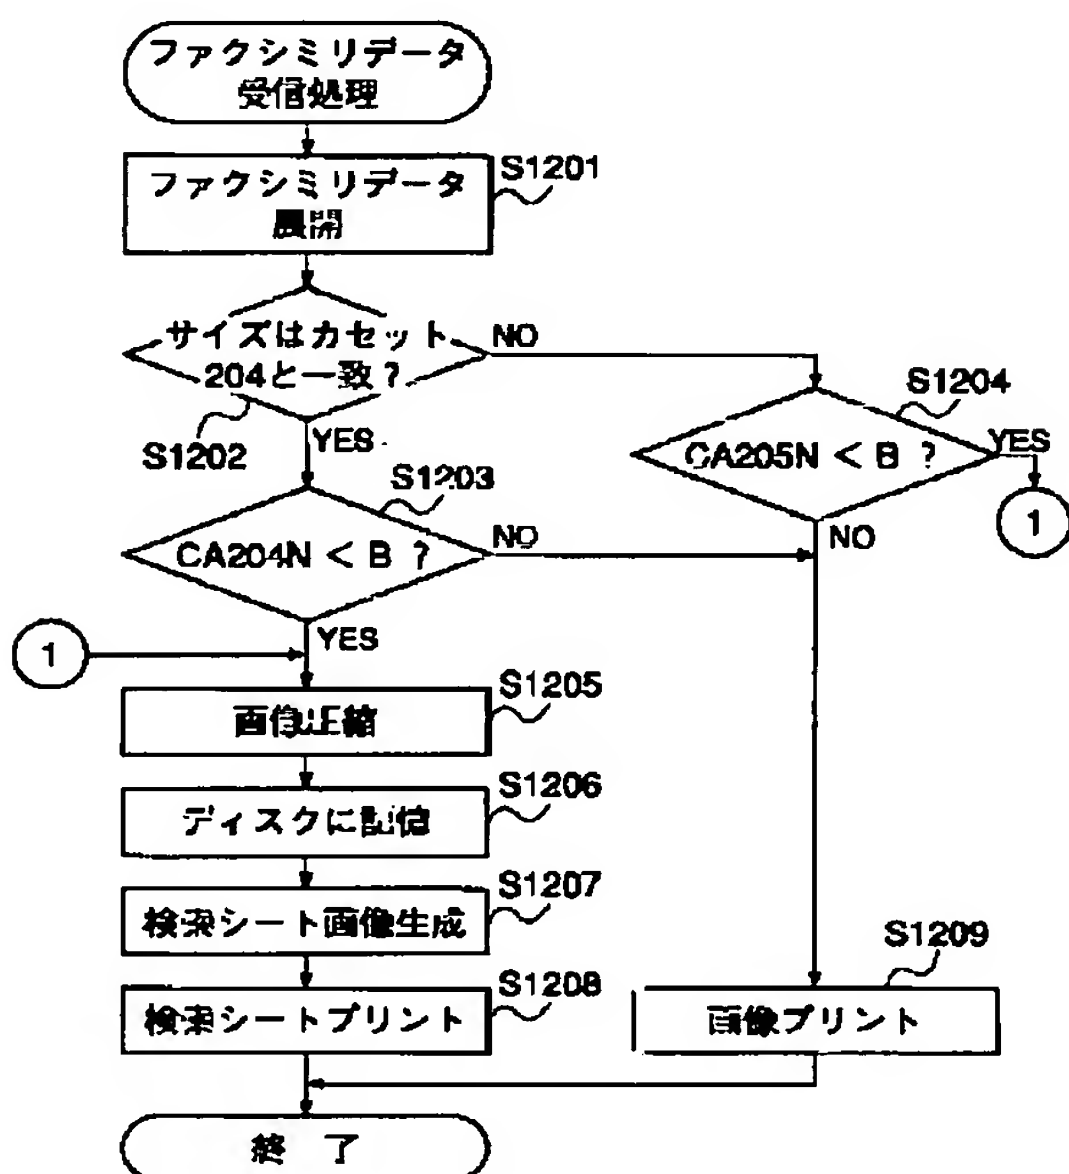 ファクシミリデータ
受信処理
S1201
ファクシミリデータ
展開
サイズはカセット
204と一致？
NO
S1202
YES
S1204
CA205N < B ?
YES
1
NO
S1203
CA204N < B ?
NO
YES
1
S1205
画像圧縮
S1206
ディスクに記憶
S1207
検索シート画像生成
S1208
検索シートプリント
S1209
画像プリント
終 了